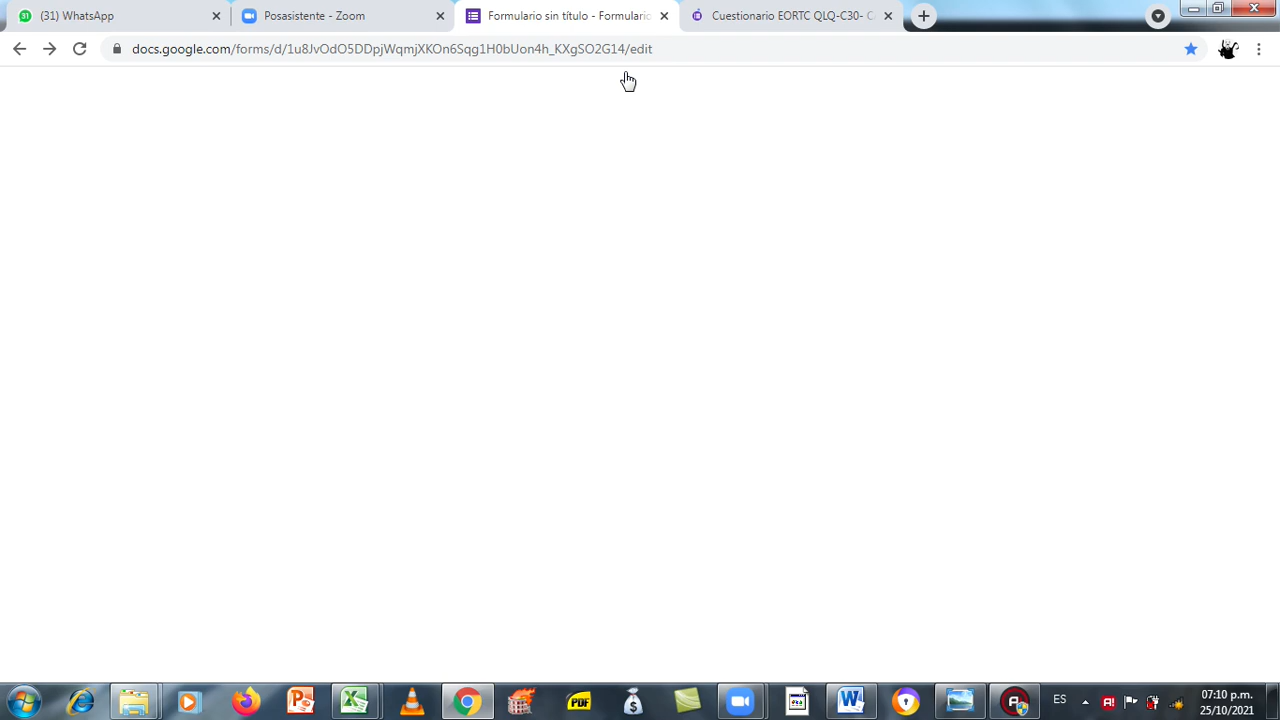 (31) WhatsApp
Posasistente - Zoom
Formulario sin título - Formulario
Cuestionario EORTC QLQ-C30- C
docs.google.com/forms/d/1u8JvOdO5DDpjWqmjXKOn6Sqg1H0bUon4h_KXgSO2G14/edit
PDF
ES
07:10 p.m.
25/10/2021